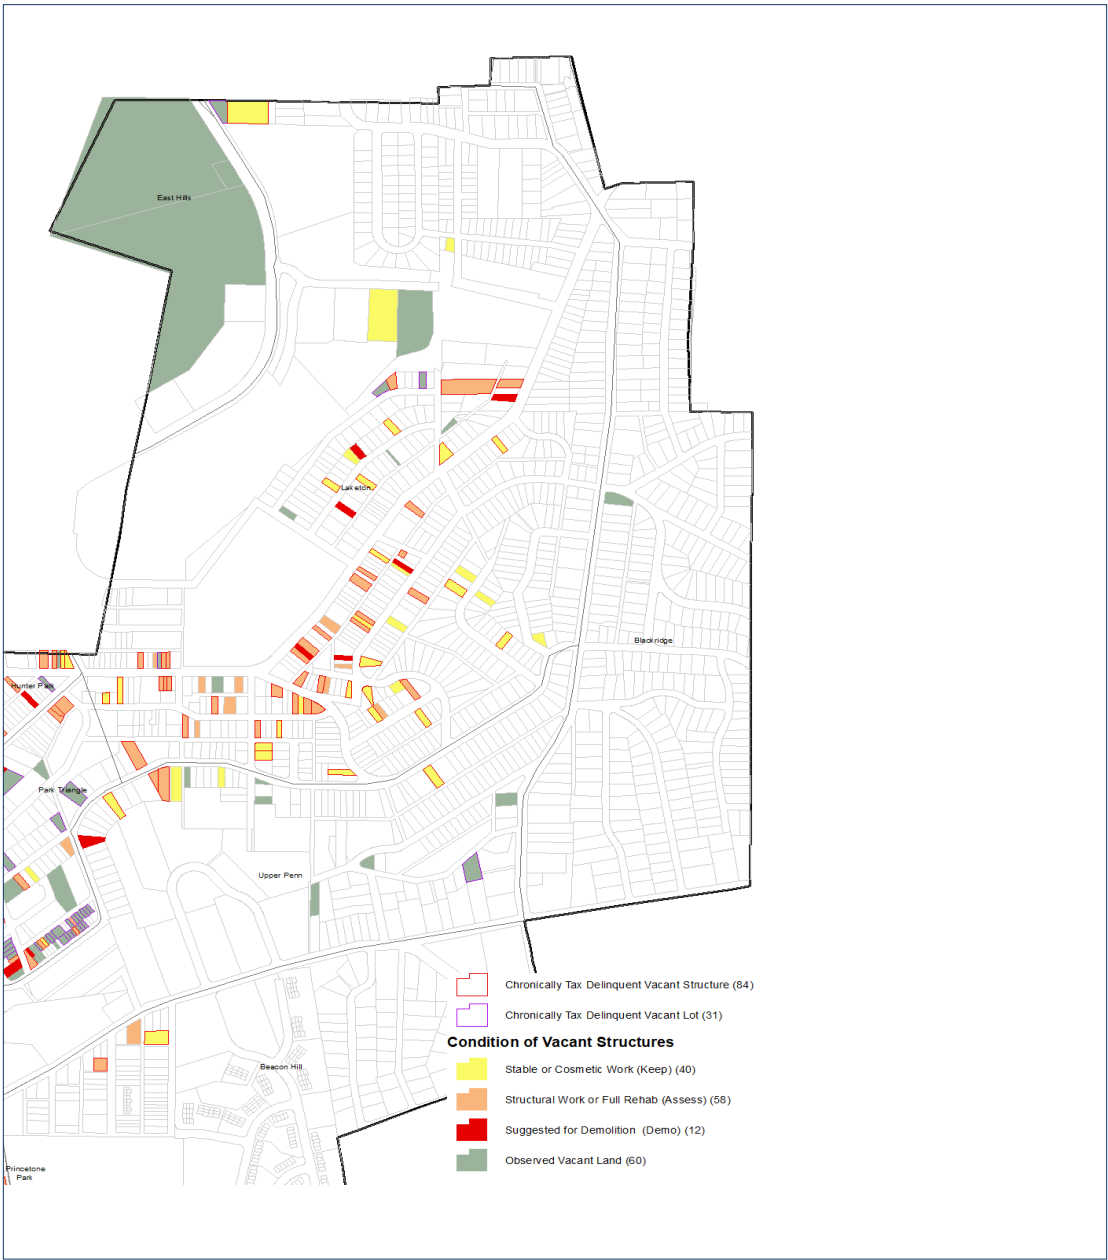 East Hills
Laketon
Blackridge
Hunter Park
Park Triangle
Upper Penn
Chronically Tax Delinquent Vacant Structure (84)
Chronically Tax Delinquent Vacant Lot (31)
Condition of Vacant Structures
Beacon Hill
Stable or Cosmetic Work (Keep) (40)
Structural Work or Full Rehab (Assess) (58)
Suggested for Demolition (Demo) (12)
Observed Vacant Land (60)
Princetone
Park